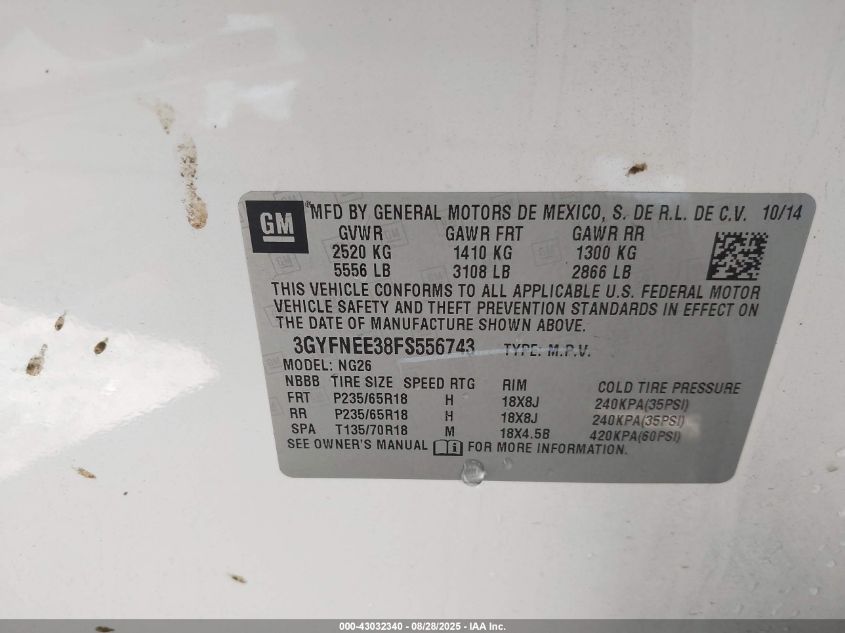 GM MFD BY GENERAL MOTORS DE MEXICO, S. DE R.L. DE C.V. 10/14
GVWR GAWR FRT GAWR RR
2520 KG 1410 KG 1300 KG
5556 LB 3108 LB 2866 LB
THIS VEHICLE CONFORMS TO ALL APPLICABLE U.S. FEDERAL MOTOR
VEHICLE SAFETY AND THEFT PREVENTION STANDARDS IN EFFECT ON
THE DATE OF MANUFACTURE SHOWN ABOVE.
3GYFNEE38FS556743 TYPE: M.P.V.
MODEL: NG26
NBBB TIRE SIZE SPEED RTG RIM COLD TIRE PRESSURE
FRT P235/65R18 H 18X8J 240KPA(35PSI)
RR P235/65R18 H 18X8J 240KPA(35PSI)
SPA T135/70R18 M 18X4.5B 420KPA(60PSI)
SEE OWNER'S MANUAL FOR MORE INFORMATION.
000-43032340 - 08/28/2025 - IAA Inc.